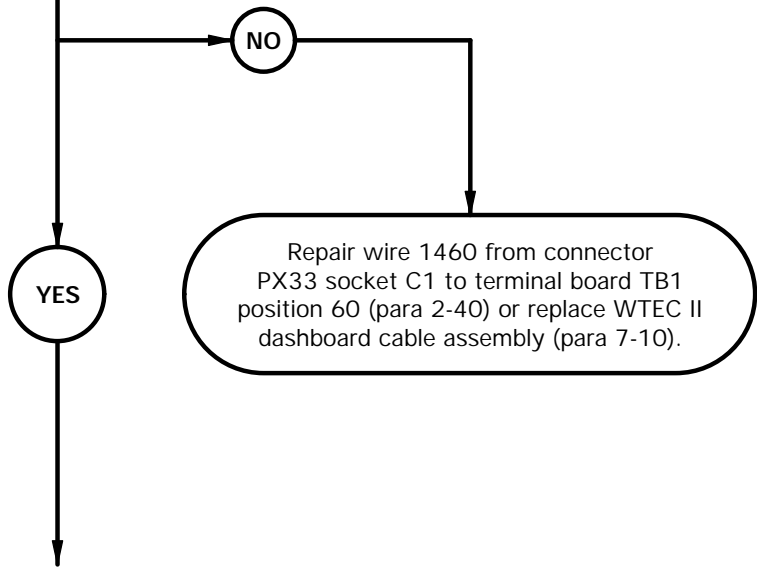 NO
YES
Repair wire 1460 from connector
PX33 socket C1 to terminal board TB1
position 60 (para 2-40) or replace WTEC II
dashboard cable assembly (para 7-10).